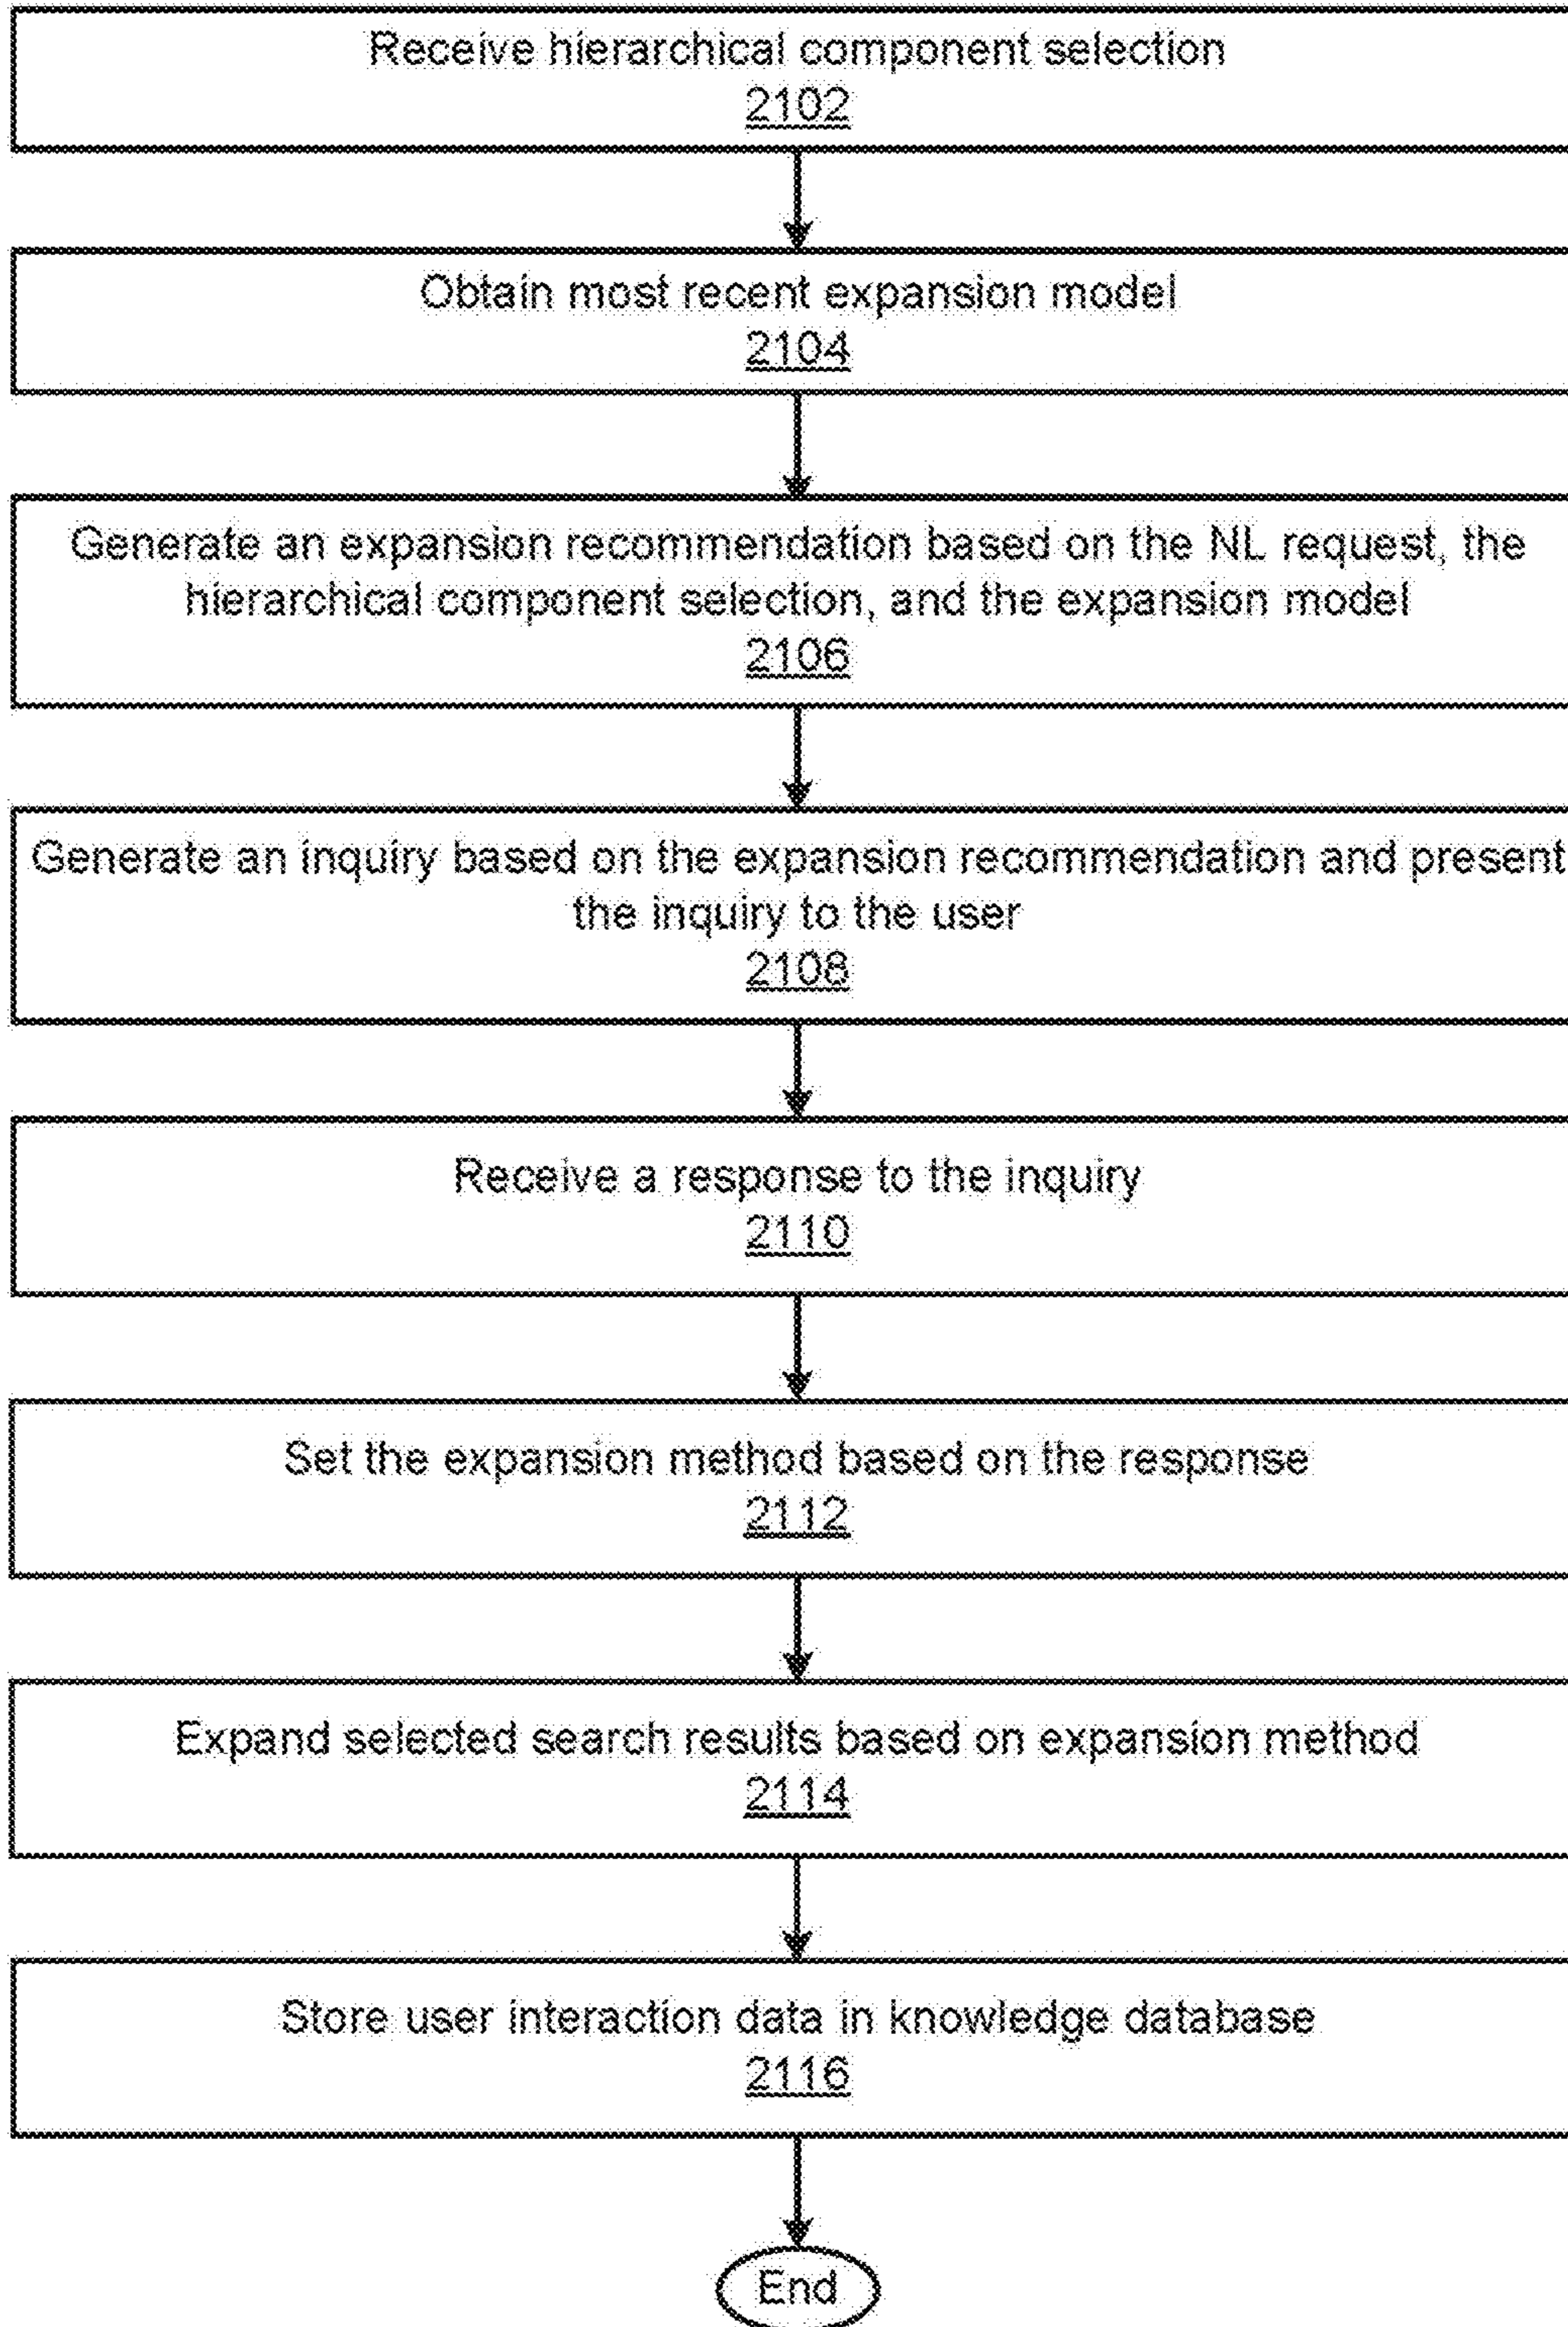 Receive hierarchical component selection
2102
Obtain most recent expansion model
2104
Generate an expansion recommendation based on the NL request, the
hierarchical component selection, and the expansion model
2106
Generate an inquiry based on the expansion recommendation and present
the inquiry to the user
2108
Receive a response to the inquiry
2110
Set the expansion method based on the response
2112
Expand selected search results based on expansion method
2114
Store user interaction data in knowledge database
2116
End